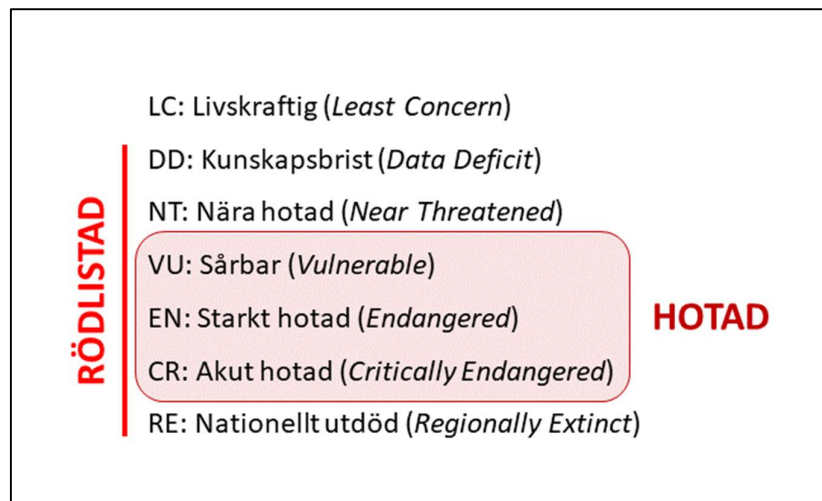 LC: Livskraftig (Least Concern)
DD: Kunskapsbrist (Data Deficit)
NT: Nära hotad (Near Threatened)
VU: Sårbar (Vulnerable)
EN: Starkt hotad (Endangered)
CR: Akut hotad (Critically Endangered)
RE: Nationellt utdöd (Regionally Extinct)
RÖDLISTAD
HOTAD